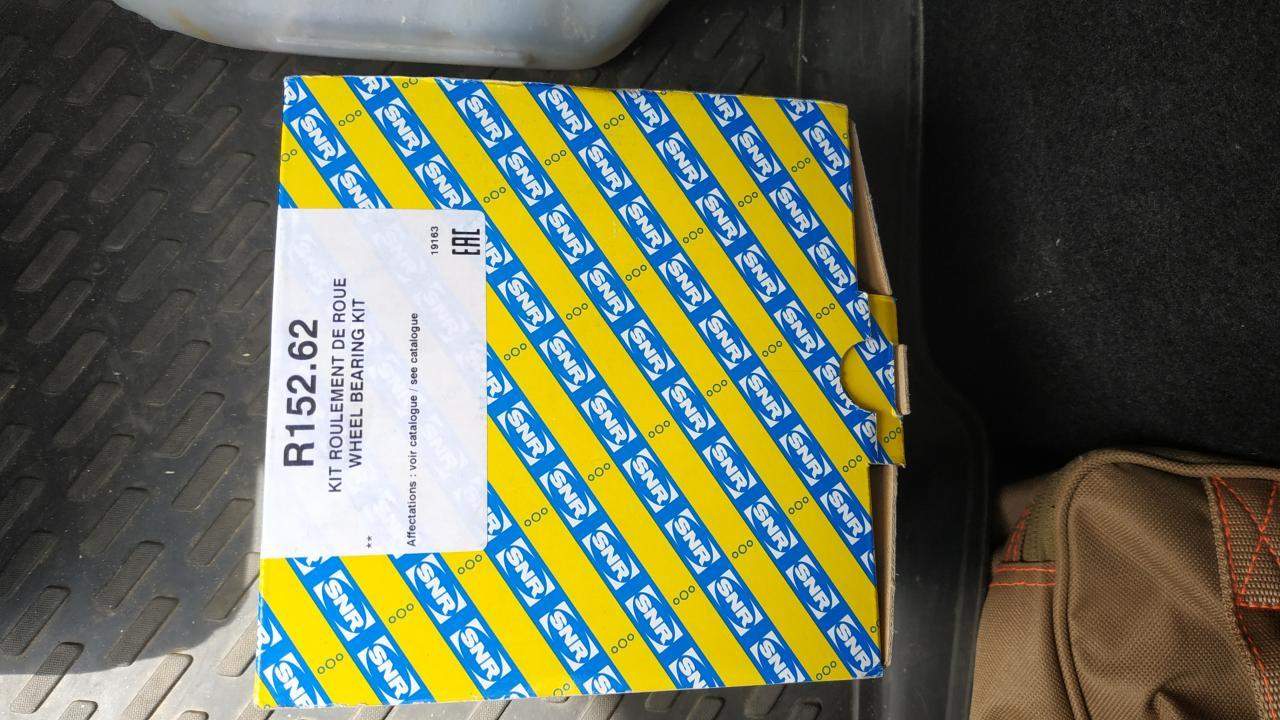 R152.62
KIT ROULEMENT DE ROUE
WHEEL BEARING KIT
**
Affectations : voir catalogue / see catalogue
19163
EAC
SNR